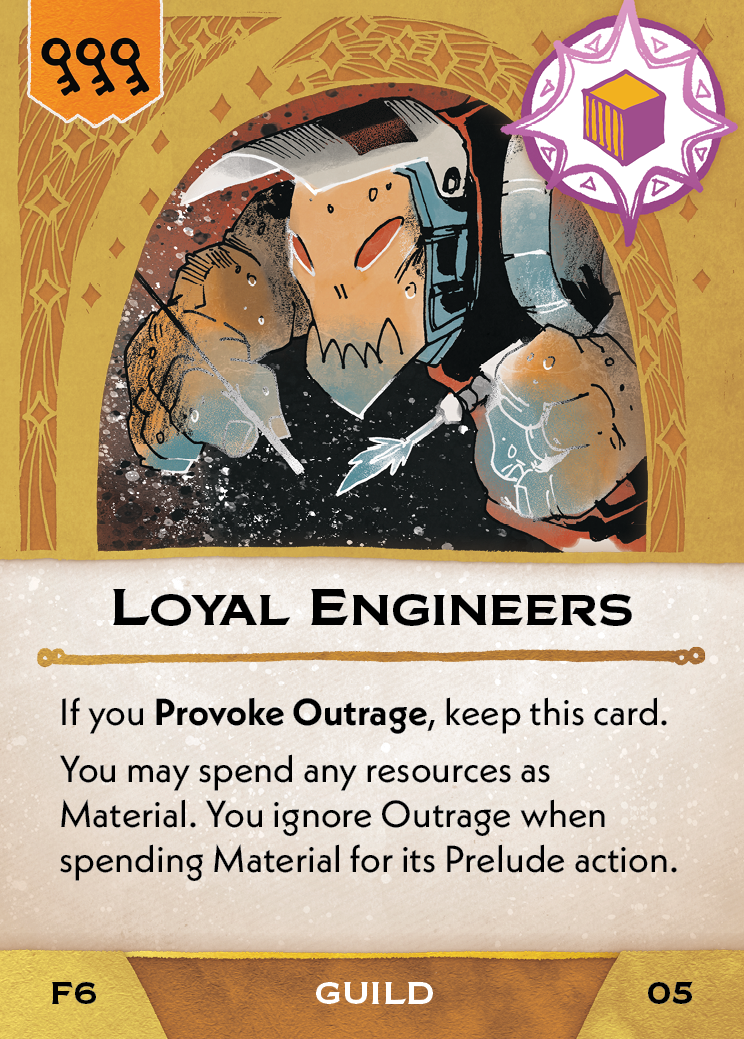 Loyal Engineers
If you Provoke Outrage, keep this card.
You may spend any resources as
Material. You ignore Outrage when
spending Material for its Prelude action.
F6 GUILD 05